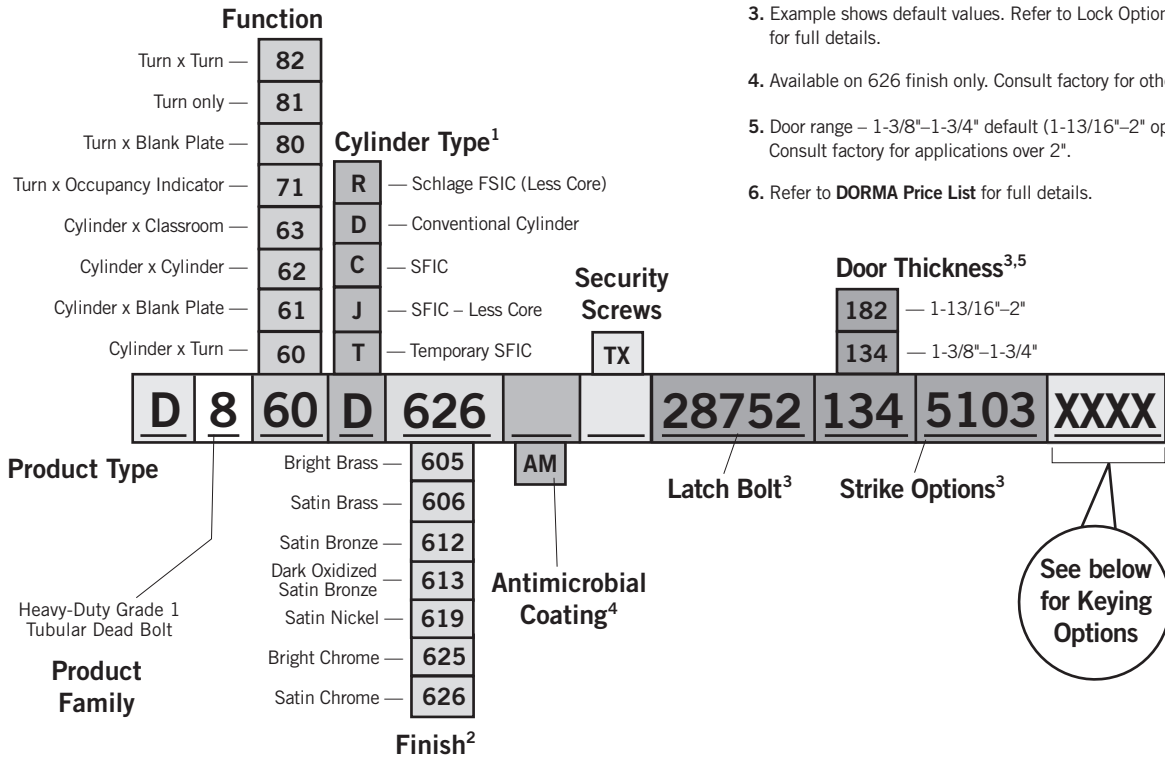 Function
Turn x Turn — 82
Turn only — 81
Turn x Blank Plate — 80
Turn x Occupancy Indicator — 71
Cylinder x Classroom — 63
Cylinder x Cylinder — 62
Cylinder x Blank Plate — 61
Cylinder x Turn — 60
Cylinder Type1
R — Schlage FSIC (Less Core)
D — Conventional Cylinder
C — SFIC
J — SFIC – Less Core
T — Temporary SFIC
Security
Screws
TX
3. Example shows default values. Refer to Lock Option
for full details.
4. Available on 626 finish only. Consult factory for othe
5. Door range – 1-3/8"–1-3/4" default (1-13/16"–2" op
Consult factory for applications over 2".
6. Refer to DORMA Price List for full details.
Door Thickness3,5
182 — 1-13/16"–2"
134 — 1-3/8"–1-3/4"
D 8 60 D 626 28752 134 5103 XXXX
Product Type
Heavy-Duty Grade 1
Tubular Dead Bolt
Product
Family
Bright Brass — 605
Satin Brass — 606
Satin Bronze — 612
Dark Oxidized
Satin Bronze — 613
Satin Nickel — 619
Bright Chrome — 625
Satin Chrome — 626
Finish2
AM
Antimicrobial
Coating4
Latch Bolt3
Strike Options3
See below
for Keying
Options